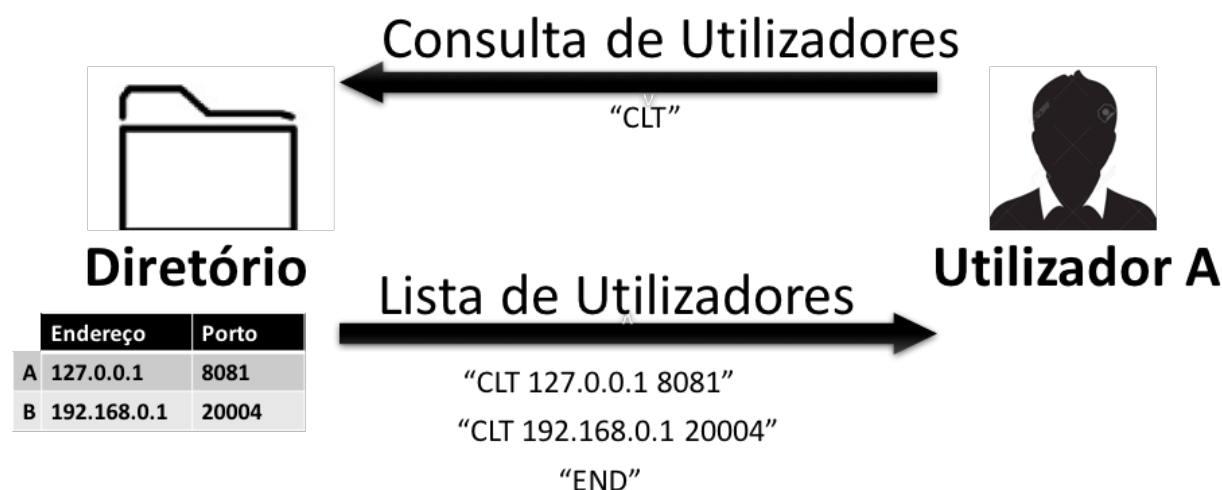 Consulta de Utilizadores
“CLT”
Diretório
Utilizador A
Lista de Utilizadores
Endereço Porto
A 127.0.0.1 8081
B 192.168.0.1 20004
“CLT 127.0.0.1 8081”
“CLT 192.168.0.1 20004”
“END”